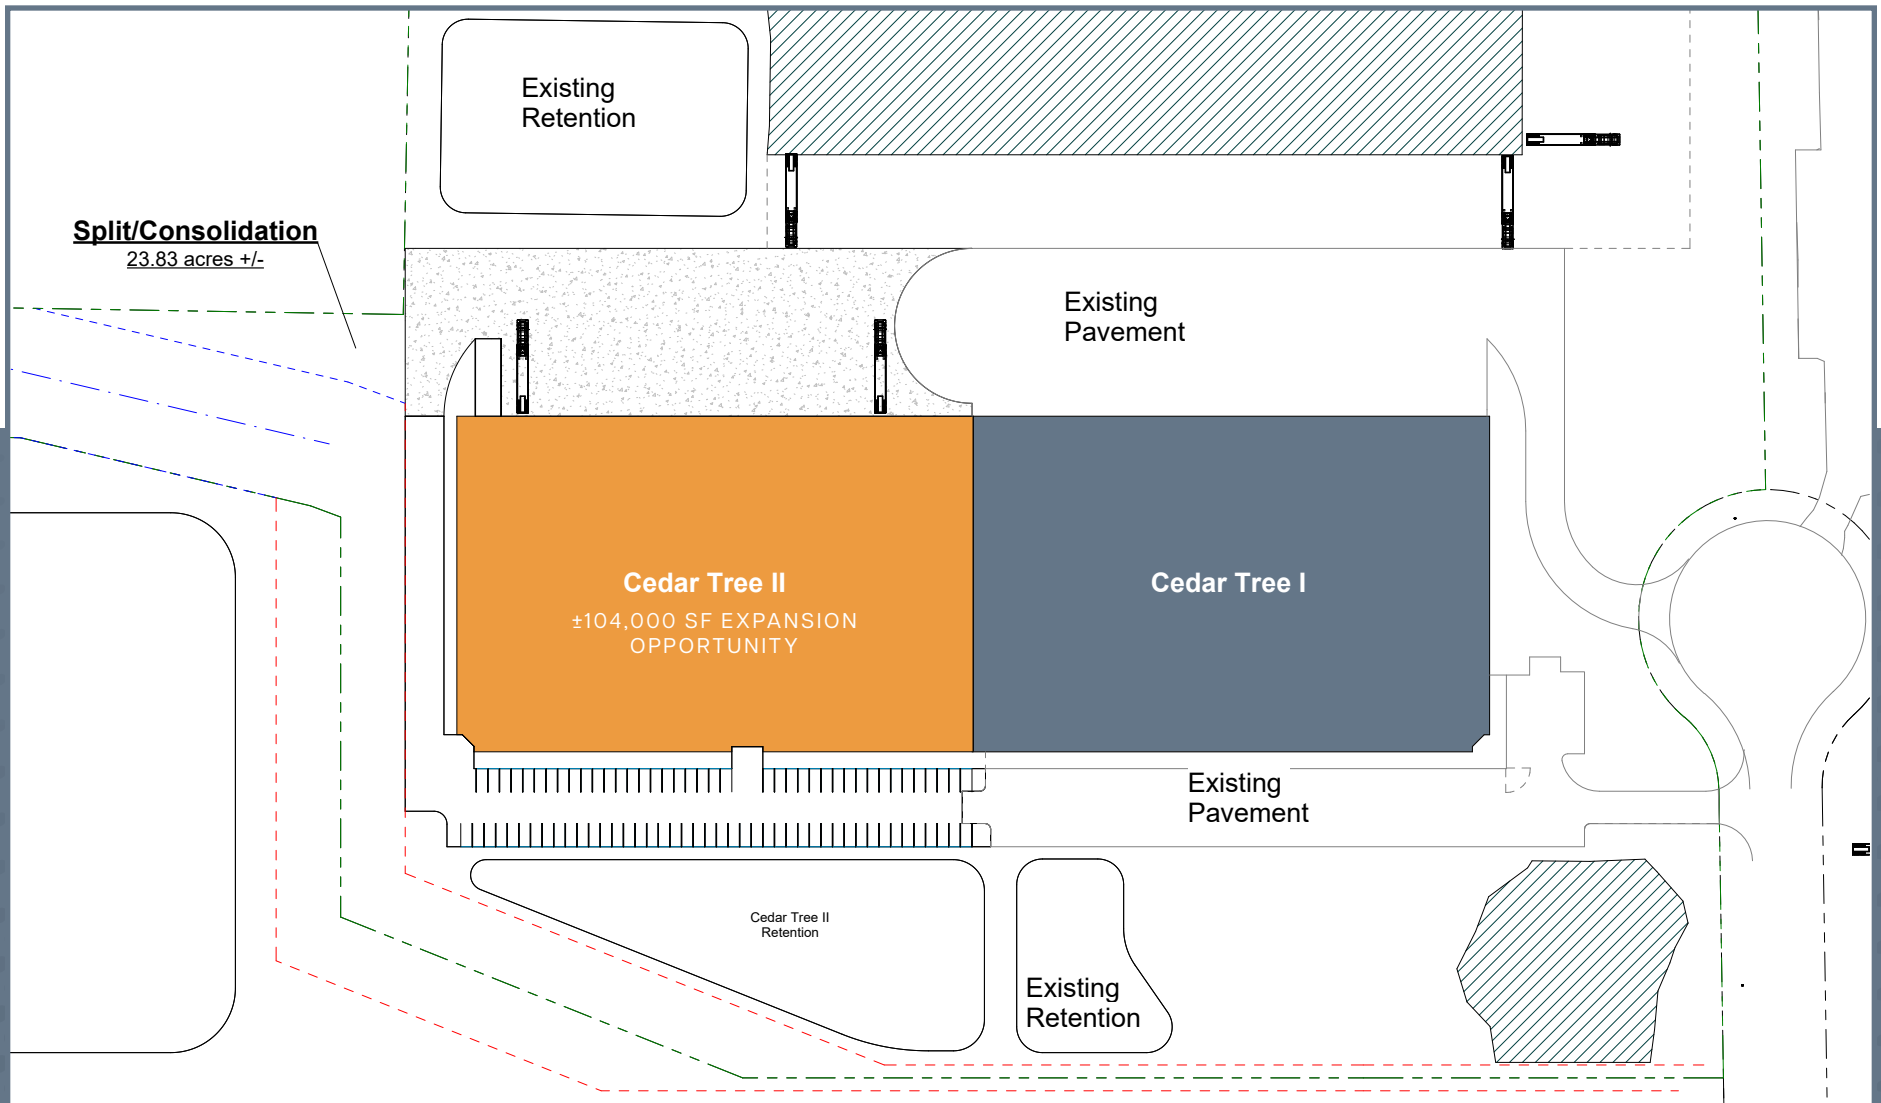 Existing
Retention
Split/Consolidation
23.83 acres +/-
Existing
Pavement
Cedar Tree II
±104,000 SF EXPANSION
OPPORTUNITY
Cedar Tree I
Existing
Pavement
Cedar Tree II
Retention
Existing
Retention